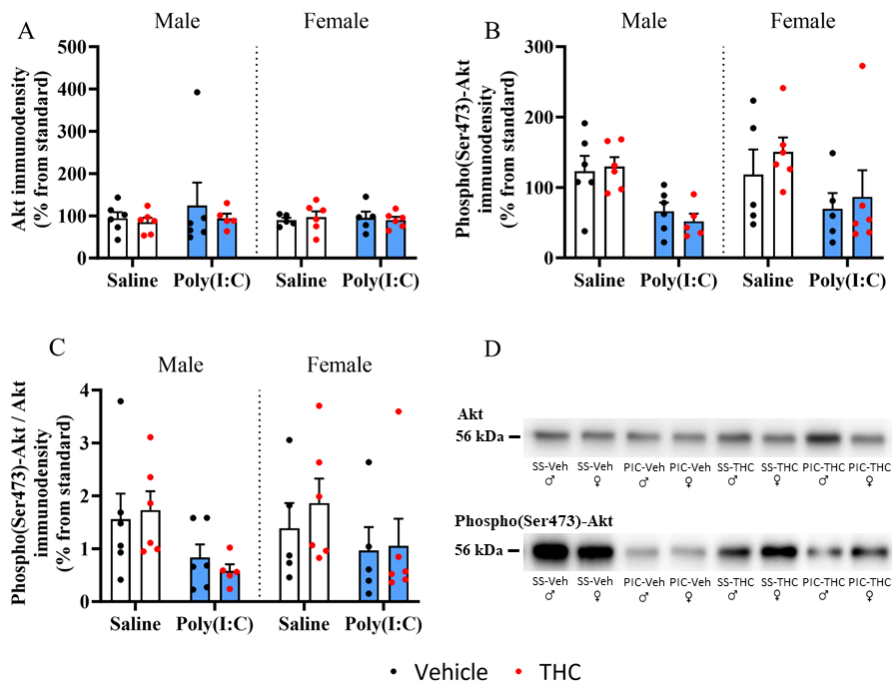 A
Male
Female
Akt immunodensity
(% from standard)
500
400
300
200
100
0
Saline
Poly(I:C)
Saline
Poly(I:C)
B
Male
Female
Phospho(Ser473)-Akt
immunodensity
(% from standard)
300
200
100
0
Saline
Poly(I:C)
Saline
Poly(I:C)
C
Male
Female
Phospho(Ser473)-Akt / Akt
immunodensity
(% from standard)
4
3
2
1
0
Saline
Poly(I:C)
Saline
Poly(I:C)
D
Akt
56 kDa
SS-Veh SS-Veh PIC-Veh PIC-Veh SS-THC SS-THC PIC-THC PIC-THC
♂ ♀ ♂ ♀ ♂ ♀ ♂ ♀
Phospho(Ser473)-Akt
56 kDa
SS-Veh SS-Veh PIC-Veh PIC-Veh SS-THC SS-THC PIC-THC PIC-THC
♂ ♀ ♂ ♀ ♂ ♀ ♂ ♀
Vehicle THC